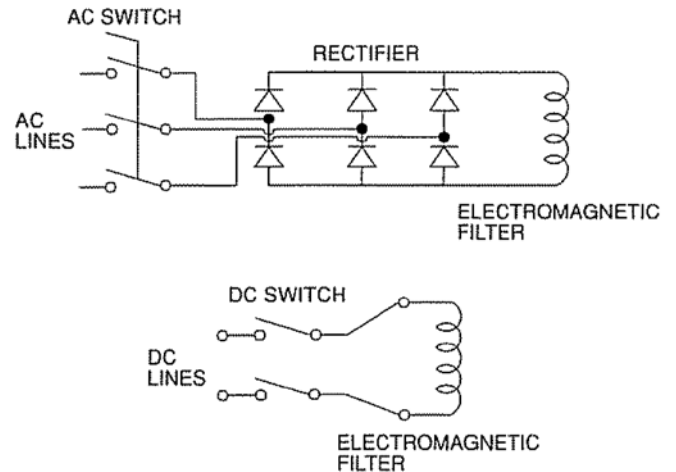 AC SWITCH
RECTIFIER
AC
LINES
ELECTROMAGNETIC
FILTER
DC SWITCH
DC
LINES
ELECTROMAGNETIC
FILTER